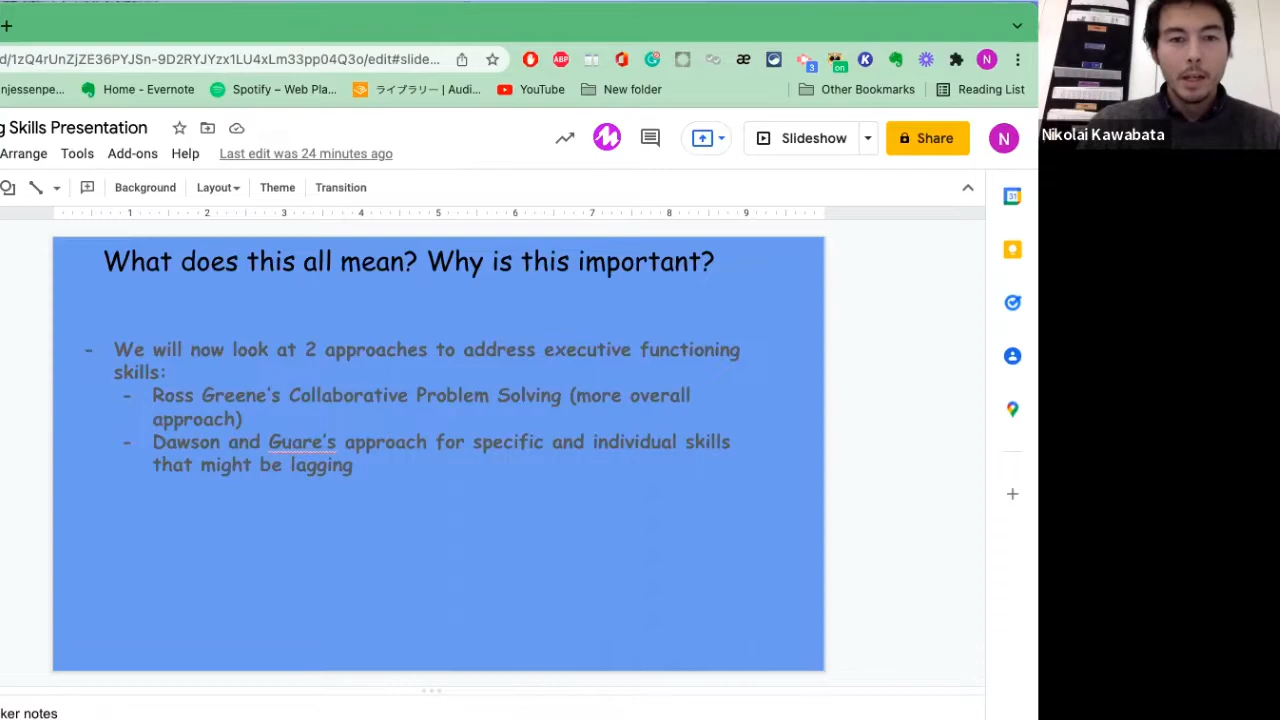 d/1zQ4rUnZjZE36PYJSn-9D2RYJYzx1LU4xLm33pp04Q3o/edit#slide...
ABP
æ
3
on
K
N
njessenpe...
Home - Evernote
Spotify – Web Pla...
ライブラリー | Audi...
YouTube
New folder
Other Bookmarks
Reading List
Nikolai Kawabata
g Skills Presentation
Slideshow
Share
N
Arrange
Tools
Add-ons
Help
Last edit was 24 minutes ago
Background
Layout
Theme
Transition
31
1 2 3 4 5 6 7 8 9
What does this all mean? Why is this important?
- We will now look at 2 approaches to address executive functioning
skills:
- Ross Greene's Collaborative Problem Solving (more overall
approach)
- Dawson and Guare's approach for specific and individual skills
that might be lagging
ker notes